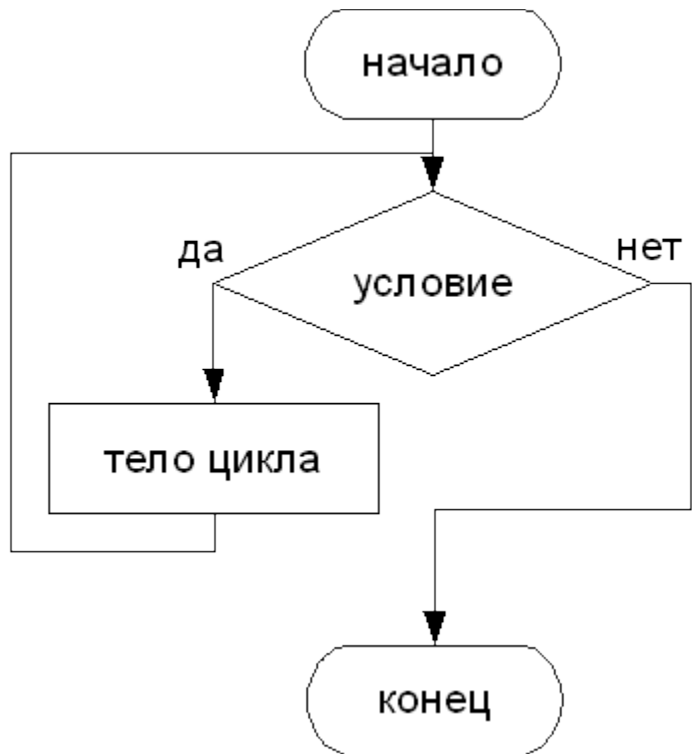 начало
да
нет
условие
тело цикла
конец